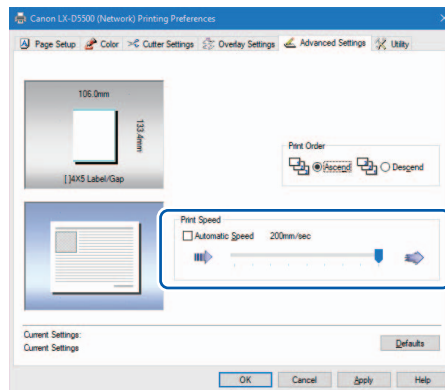 Canon LX-D5500 (Network) Printing Preferences
Page Setup Color Cutter Settings Overlay Settings Advanced Settings Utility
106.0mm
133.4mm
[]4X5 Label/Gap
Print Order
Ascend Descend
Print Speed
Automatic Speed 200mm/sec
Current Settings:
Current Settings
Defaults
OK Cancel Apply Help